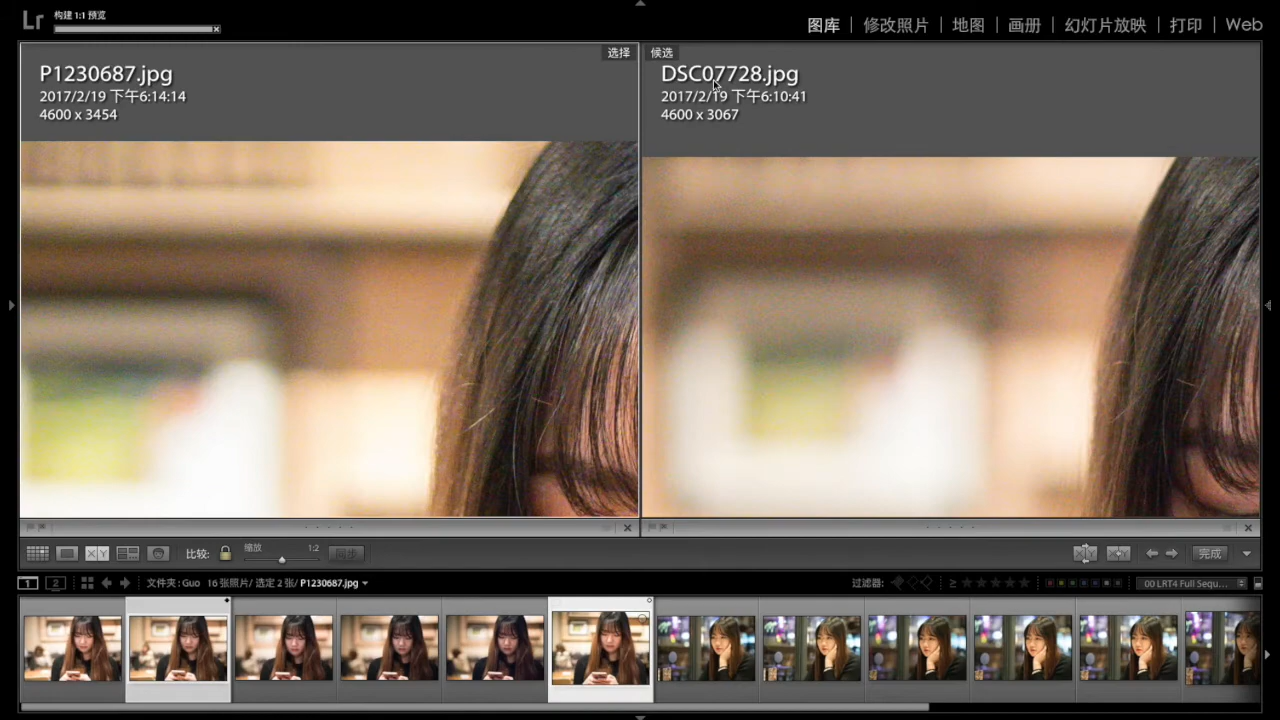 Lr
构建 1:1 预览
图库 | 修改照片 | 地图 | 画册 | 幻灯片放映 | 打印 | Web
选择
候选
P1230687.jpg
2017/2/19 下午6:14:14
4600 x 3454
DSC07728.jpg
2017/2/19 下午6:10:41
4600 x 3067
X Y
比较:
缩放
1:2
同步
完成
1
2
文件夹: Guo 16 张照片/ 选定 2 张/ P1230687.jpg
过滤器:
00 LRT4 Full Sequ...